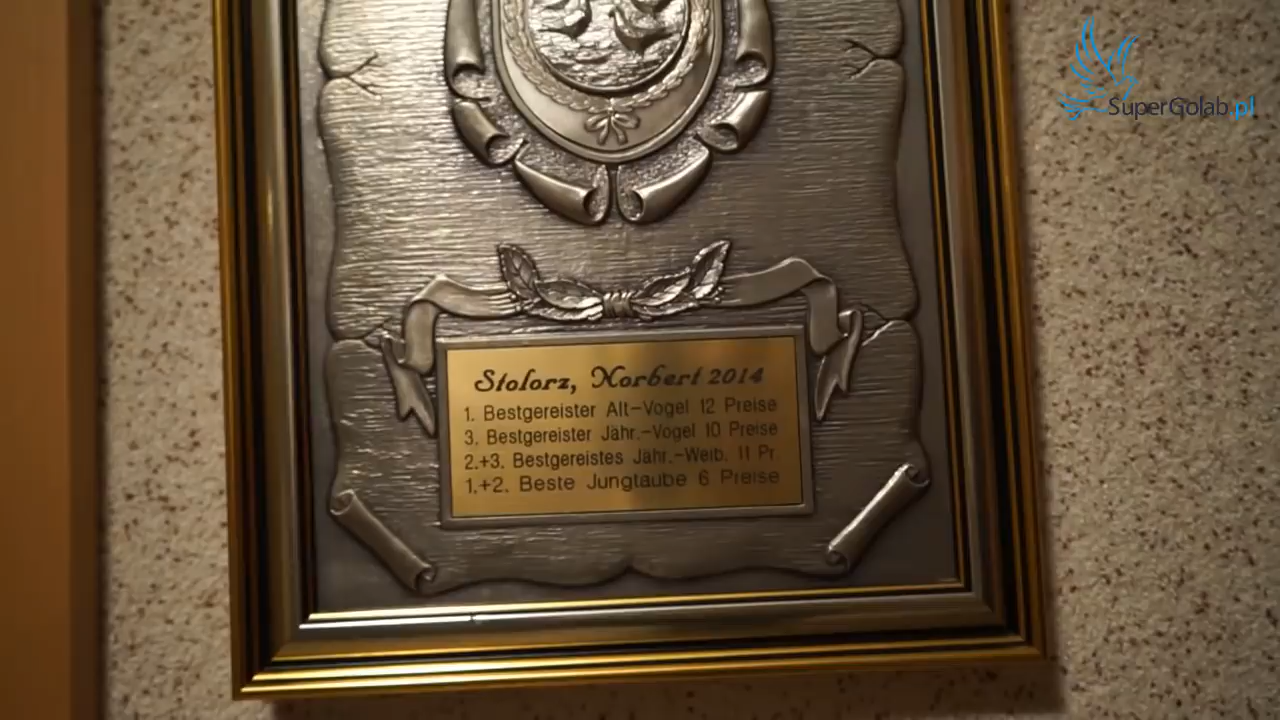 SuperGolab.pl
Stolorz, Norbert 2014
1. Bestgereister Alt-Vogel 12 Preise
3. Bestgereister Jähr.-Vogel 10 Preise
2.+3. Bestgereistes Jähr.-Weib. 11 Pr.
1.+2. Beste Jungtaube 6 Preise